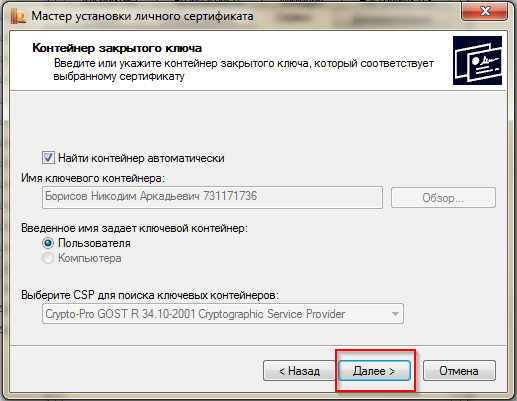 Мастер установки личного сертификата
Контейнер закрытого ключа
Введите или укажите контейнер закрытого ключа, который соответствует
выбранному сертификату
Найти контейнер автоматически
Имя ключевого контейнера:
Борисов Никодим Аркадьевич 731171736
Обзор...
Введенное имя задает ключевой контейнер:
Пользователя
Компьютера
Выберите CSP для поиска ключевых контейнеров:
Crypto-Pro GOST R 34.10-2001 Cryptographic Service Provider
< Назад
Далее >
Отмена